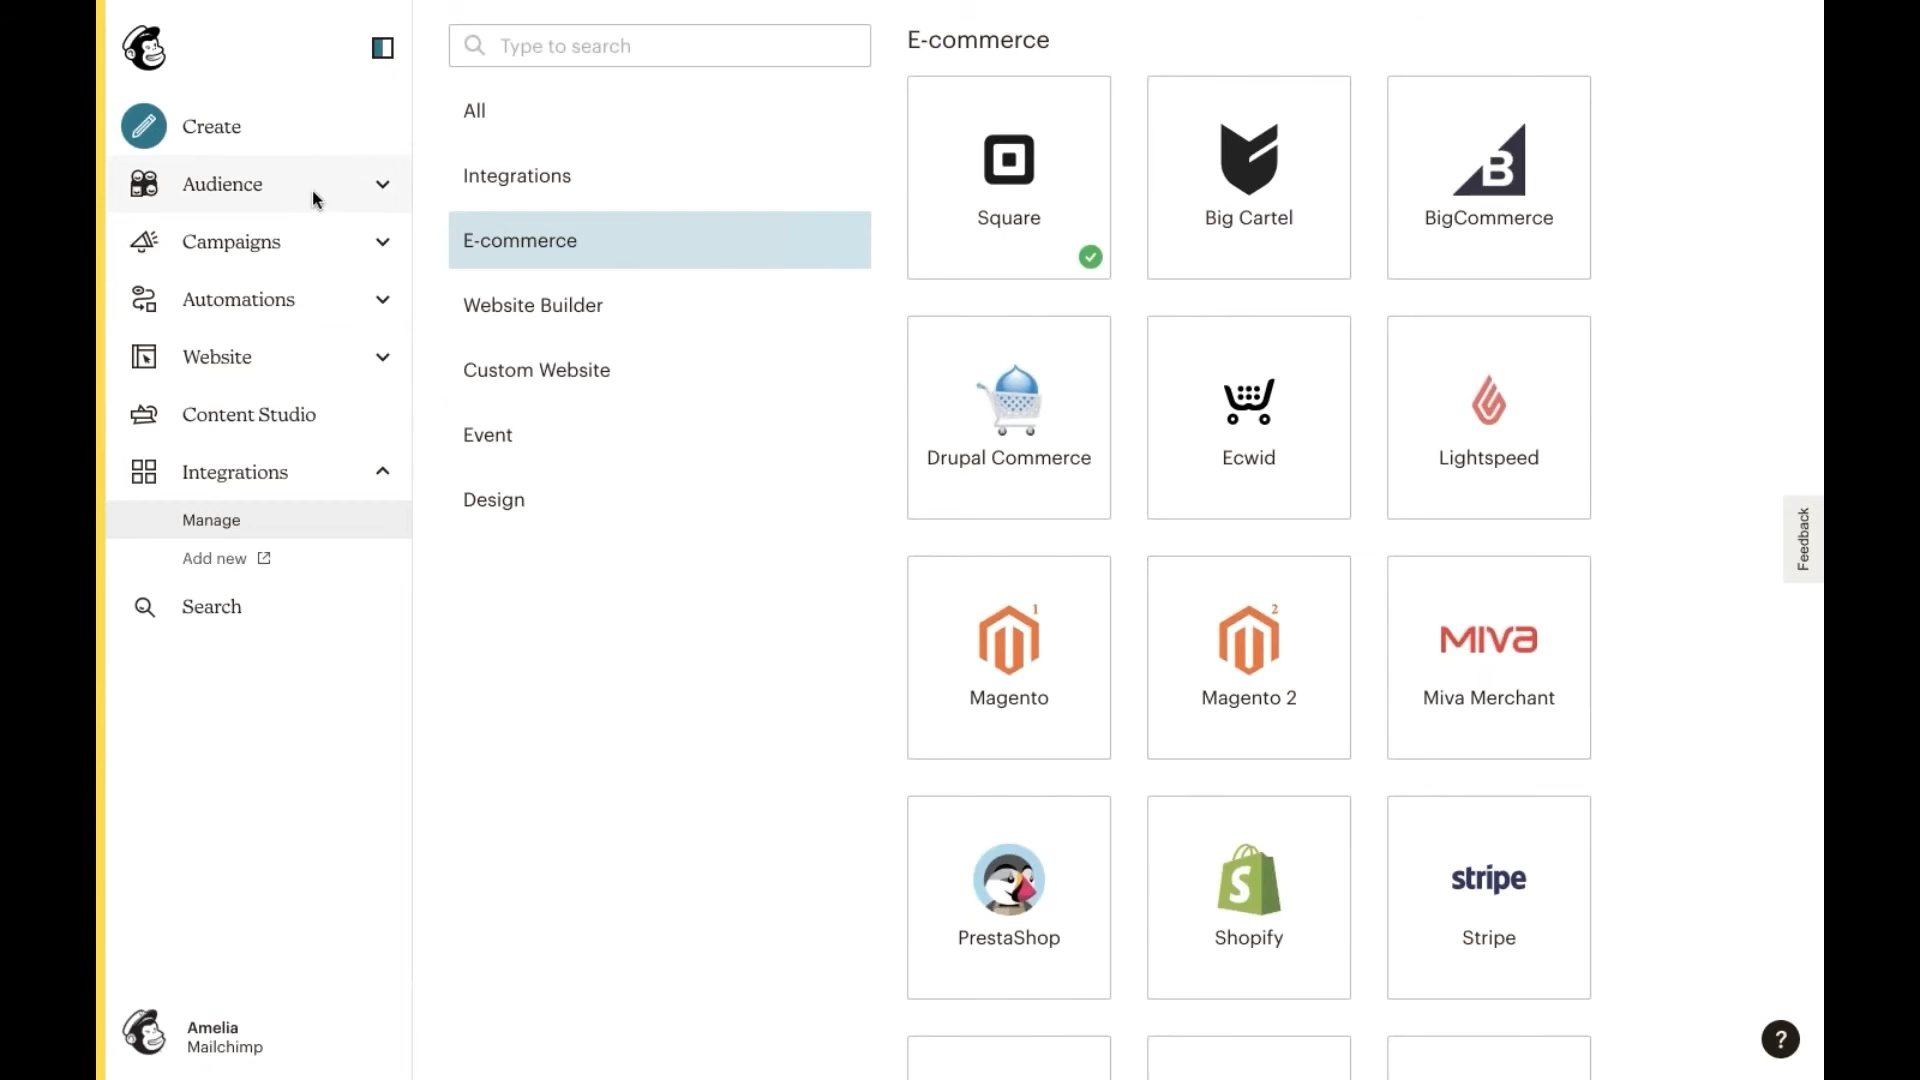 Create
Audience
Campaigns
Automations
Website
Content Studio
Integrations
Manage
Add new
Search
Amelia
Mailchimp
Type to search
All
Integrations
E-commerce
Website Builder
Custom Website
Event
Design
E-commerce
Square
Big Cartel
B
BigCommerce
Drupal Commerce
Ecwid
Lightspeed
1
Magento
2
Magento 2
MIVA
Miva Merchant
PrestaShop
S
Shopify
stripe
Stripe
Feedback
?